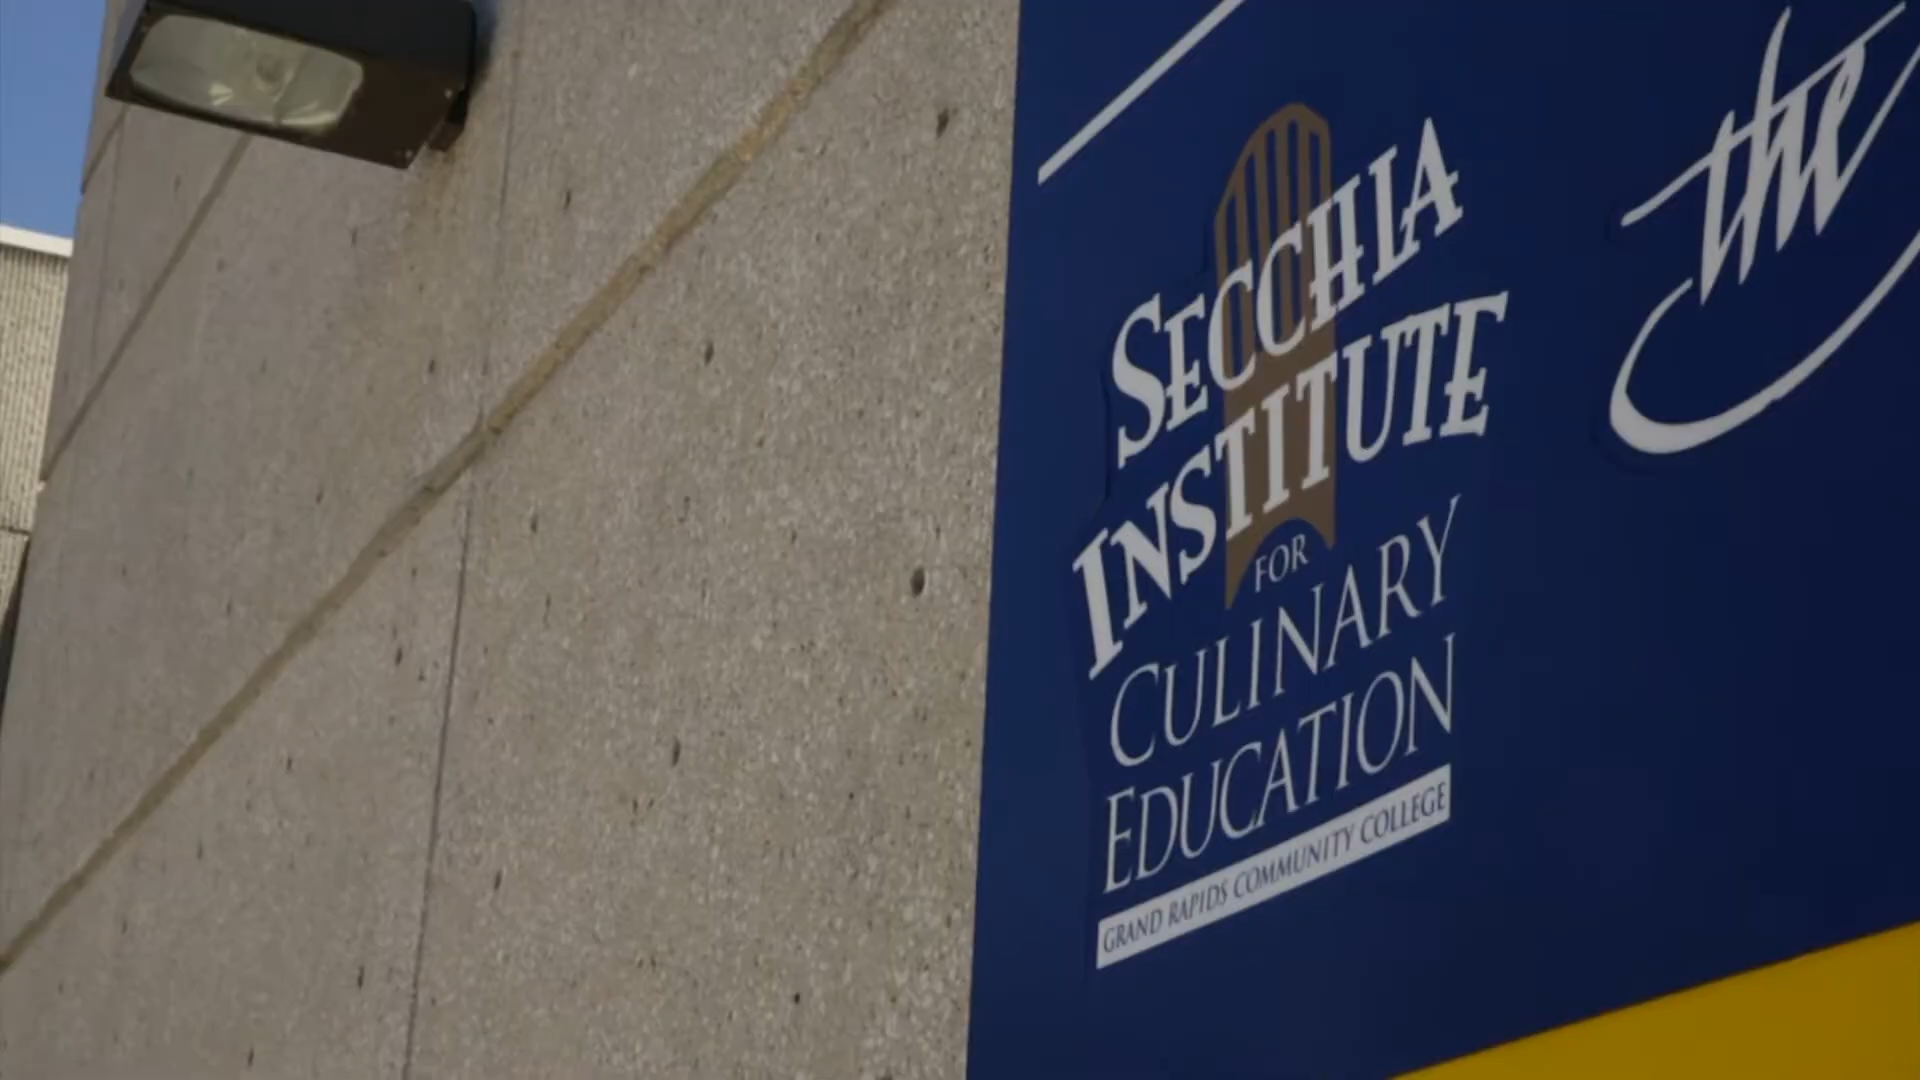 SECCHIA
INSTITUTE
FOR
CULINARY
EDUCATION
GRAND RAPIDS COMMUNITY COLLEGE
the